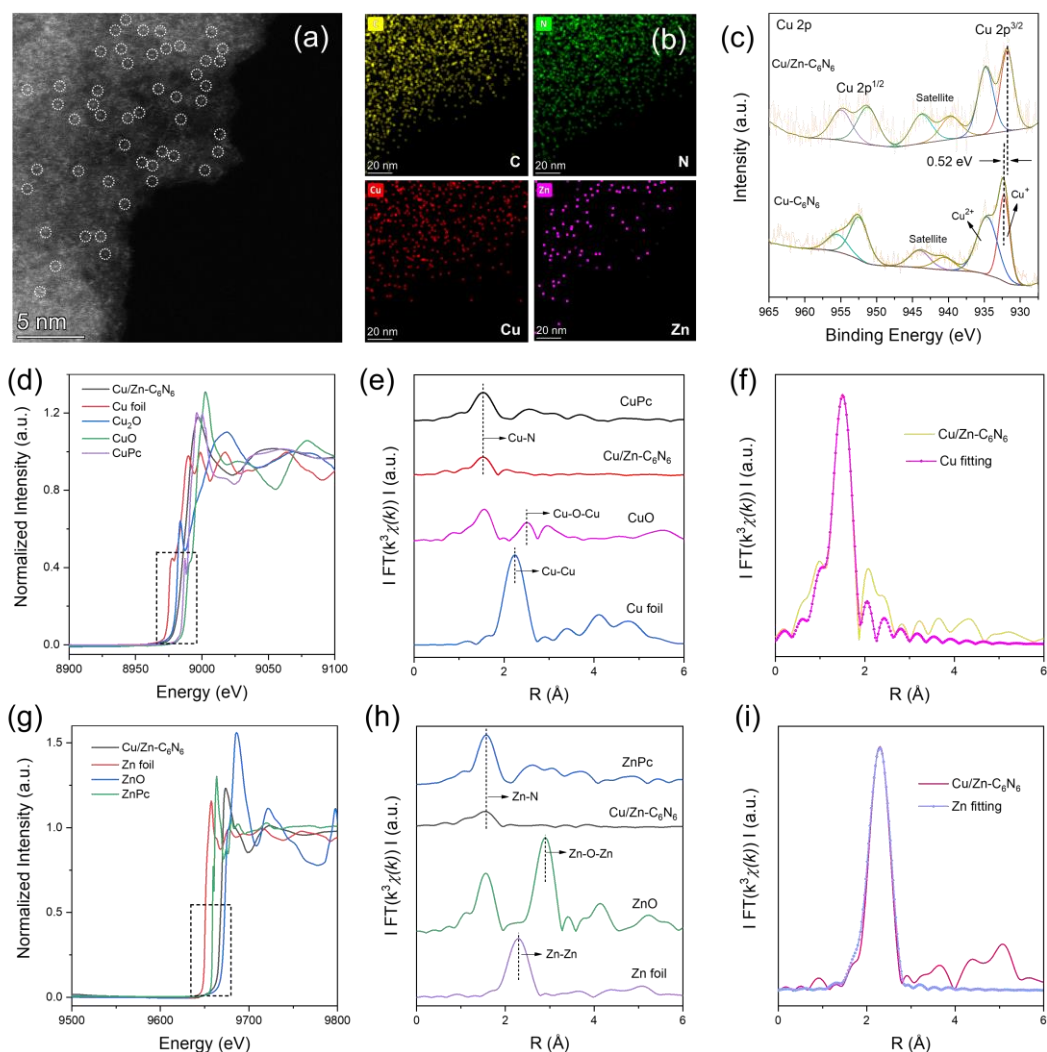 (a)
5 nm
(b)
N
20 nm
C
20 nm
N
Cu
20 nm
Cu
Zn
20 nm
Zn
(c)
Cu 2p
Cu 2p3/2
Cu/Zn-C6N6
Cu 2p1/2
Satellite
0.52 eV
Cu-C6N6
Cu2+
Cu+
Satellite
965 960 955 950 945 940 935 930
Binding Energy (eV)
Intensity (a.u.)
(d)
Cu/Zn-C6N6
Cu foil
Cu2O
CuO
CuPc
0.0
0.4
0.8
1.2
8900 8950 9000 9050 9100
Energy (eV)
Normalized Intensity (a.u.)
(e)
CuPc
Cu-N
Cu/Zn-C6N6
CuO
Cu-O-Cu
Cu-Cu
Cu foil
0 2 4 6
R (Å)
I FT(k3χ(k)) I (a.u.)
(f)
Cu/Zn-C6N6
Cu fitting
0 2 4 6
R (Å)
I FT(k3χ(k)) I (a.u.)
(g)
Cu/Zn-C6N6
Zn foil
ZnO
ZnPc
0.0
0.5
1.0
1.5
9500 9600 9700 9800
Energy (eV)
Normalized Intensity (a.u.)
(h)
ZnPc
Zn-N
Cu/Zn-C6N6
Zn-O-Zn
ZnO
Zn-Zn
Zn foil
0 2 4 6
R (Å)
I FT(k3χ(k)) I (a.u.)
(i)
Cu/Zn-C6N6
Zn fitting
0 2 4 6
R (Å)
I FT(k3χ(k)) I (a.u.)